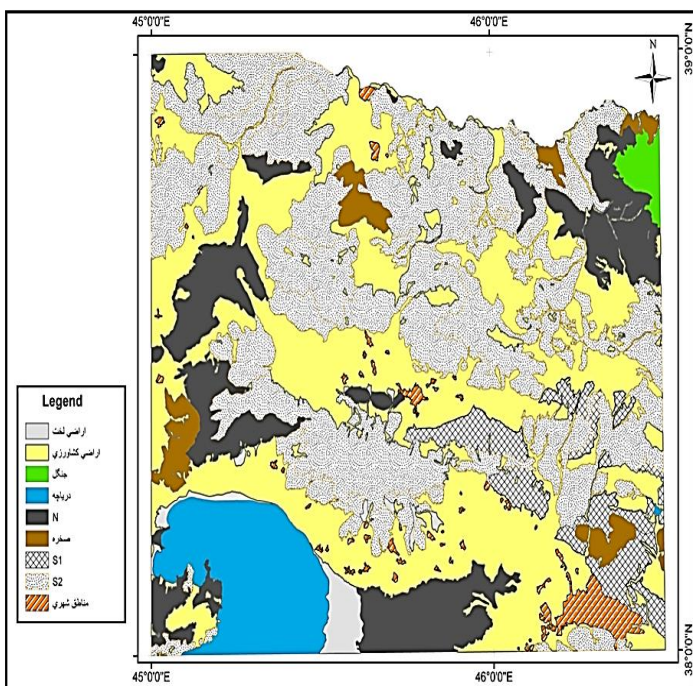 45°0'0"E
46°0'0"E
39°0'0"N
N
Legend
اراضي لخت
اراضي کشاورزي
جنگل
درياچه
N
صخره
S1
S2
مناطق شهري
38°0'0"N
45°0'0"E
46°0'0"E